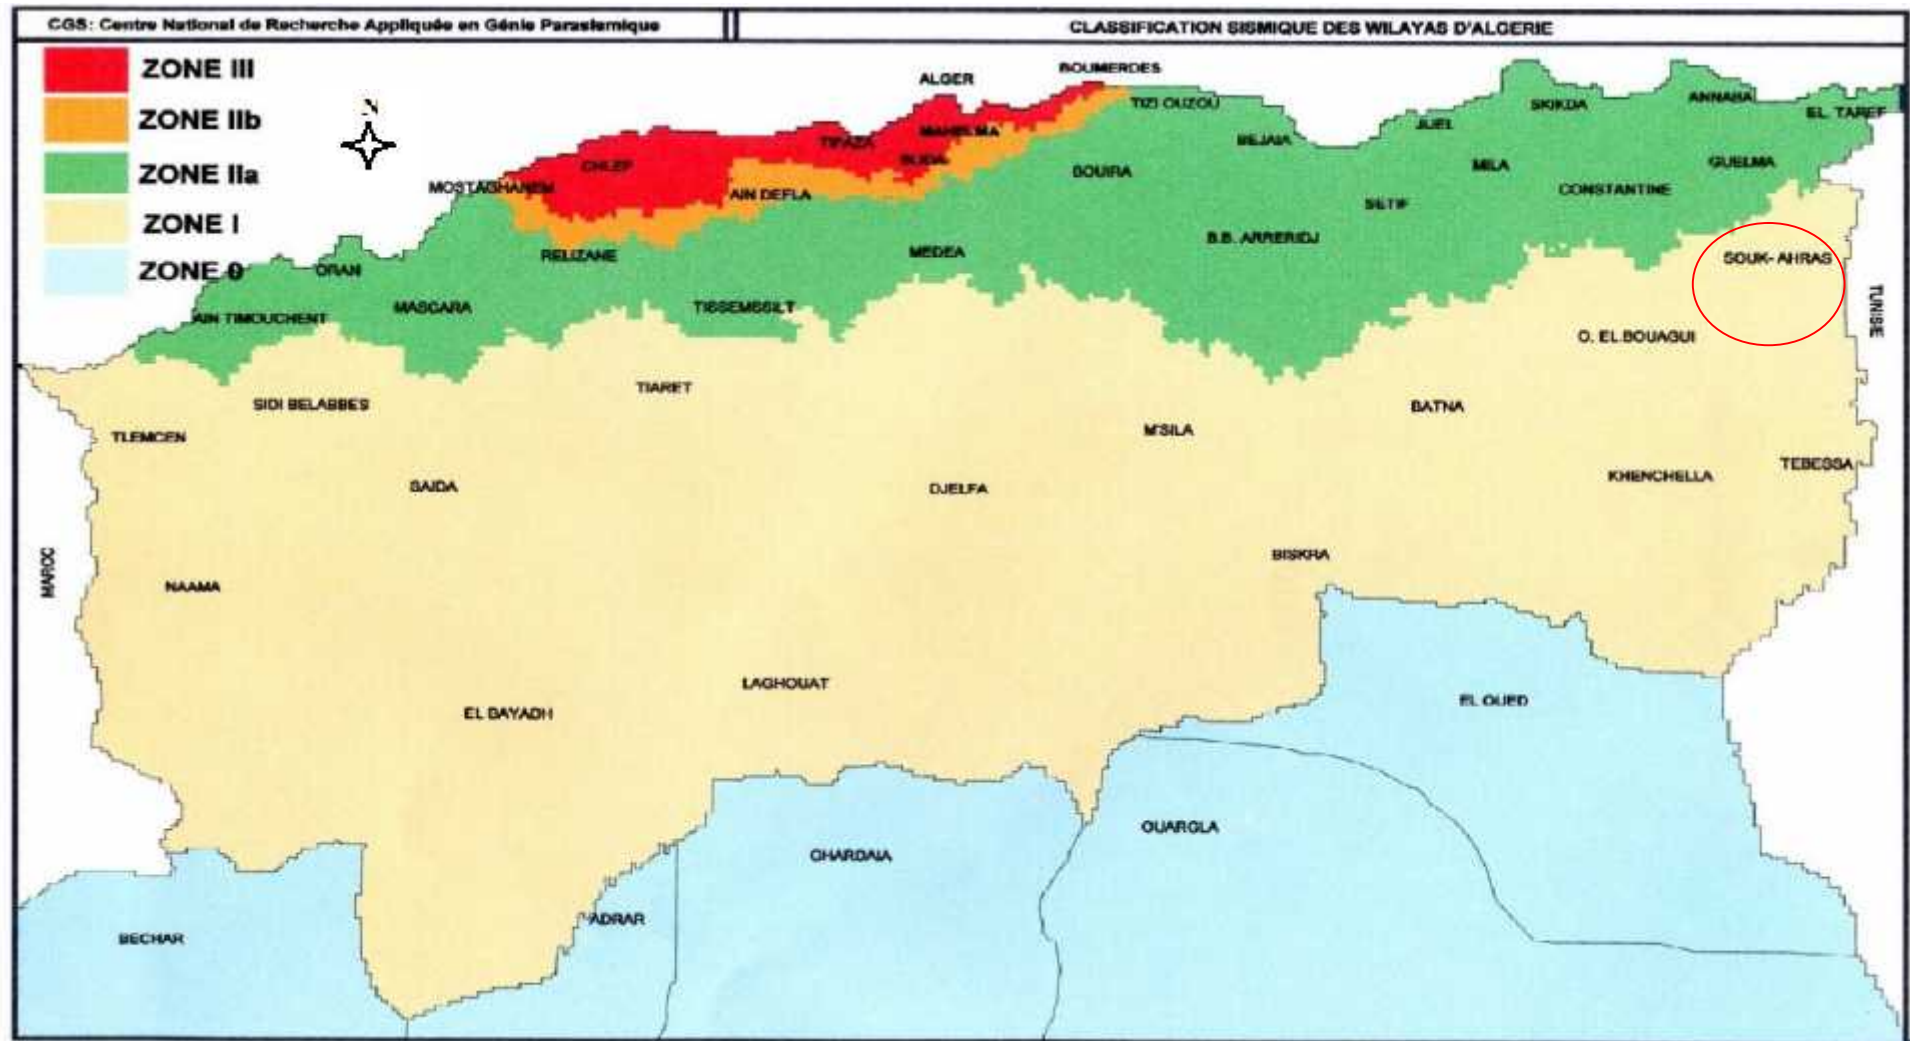 CGS: Centre National de Recherche Appliquée en Génie Parasismique
CLASSIFICATION SISMIQUE DES WILAYAS D'ALGERIE
ZONE III
ZONE IIb
ZONE IIa
ZONE I
ZONE 0
N
ALGER
BOUMERDES
TIZI OUZOU
SKIKDA
ANNABA
EL TAREF
MAHELMA
TIPAZA
BLIDA
BEJAIA
JIJEL
CHLEF
BOUIRA
MILA
GUELMA
MOSTAGHANEM
AIN DEFLA
SETIF
CONSTANTINE
B.B. ARRERIDJ
RELIZANE
MEDEA
SOUK- AHRAS
ORAN
AIN TIMOUCHENT
MASCARA
TISSEMSSILT
TUNISE
O. EL BOUAGUI
TIARET
SIDI BELABBES
BATNA
TLEMCEN
M'SILA
SAIDA
DJELFA
KHENCHELLA
TEBESSA
MAROC
NAAMA
BISKRA
LAGHOUAT
EL BAYADH
EL OUED
GHARDAIA
OUARGLA
ADRAR
BECHAR